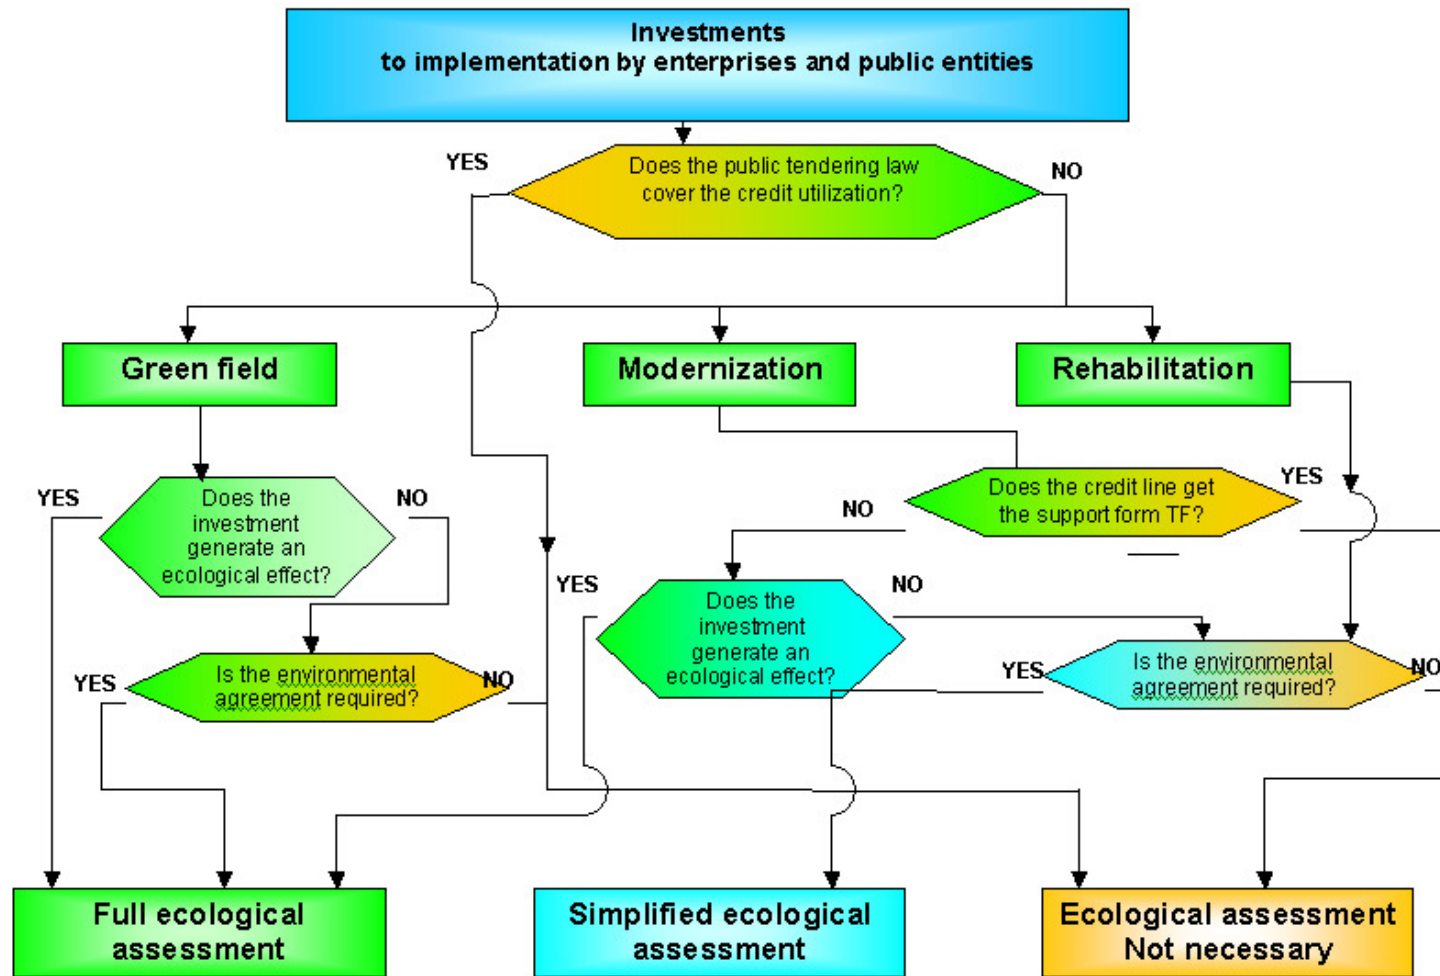 Investments
to implementation by enterprises and public entities
YES
Does the public tendering law
cover the credit utilization?
NO
Green field
Modernization
Rehabilitation
YES
Does the
investment
generate an
ecological effect?
NO
NO
Does the credit line get
the support form TF?
YES
YES
Does the
investment
generate an
ecological effect?
NO
YES
Is the environmental
agreement required?
NO
YES
Is the environmental
agreement required?
NO
Full ecological
assessment
Simplified ecological
assessment
Ecological assessment
Not necessary